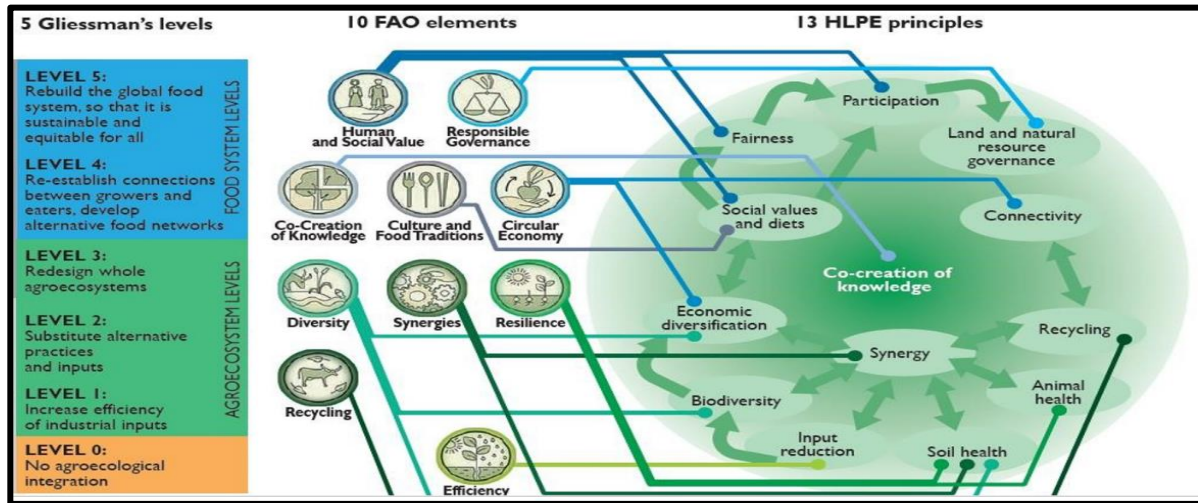 5 Gliessman's levels
10 FAO elements
13 HLPE principles
LEVEL 5:
Rebuild the global food
system, so that it is
sustainable and
equitable for all
LEVEL 4:
Re-establish connections
between growers and
eaters, develop
alternative food networks
FOOD SYSTEM LEVELS
LEVEL 3:
Redesign whole
agroecosystems
LEVEL 2:
Substitute alternative
practices
and inputs
LEVEL 1:
Increase efficiency
of industrial inputs
AGROECOSYSTEM LEVELS
LEVEL 0:
No agroecological
integration
Human
and Social Value
Responsible
Governance
Co-Creation
of Knowledge
Culture and
Food Traditions
Circular
Economy
Diversity
Synergies
Resilience
Recycling
Efficiency
Participation
Fairness
Land and natural
resource
governance
Social values
and diets
Connectivity
Co-creation of
knowledge
Economic
diversification
Recycling
Synergy
Biodiversity
Animal
health
Input
reduction
Soil health